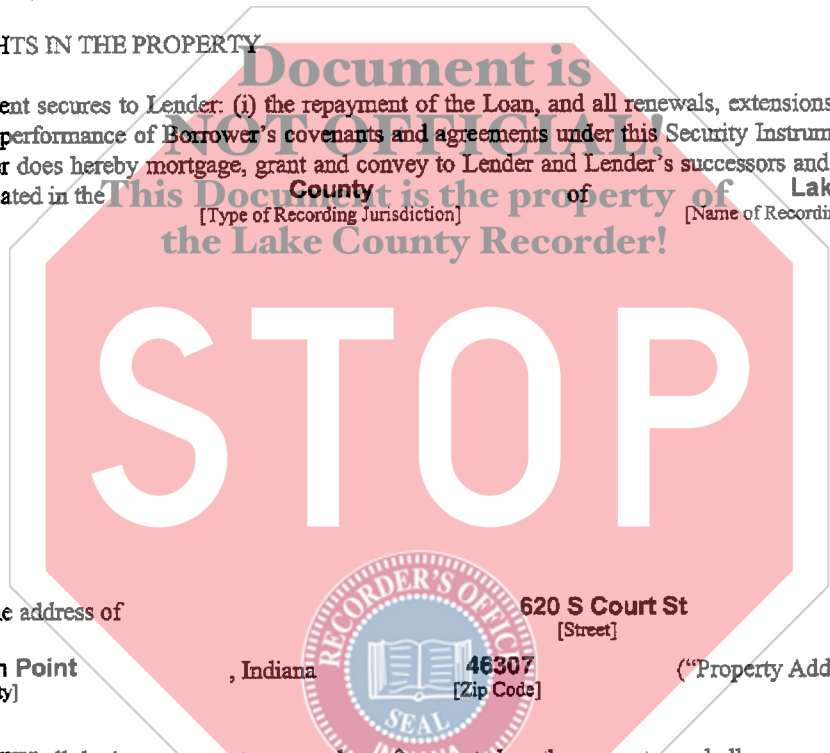 HTS IN THE PROPERTY
Document is
ent secures to Lender: (i) the repayment of the Loan, and all renewals, extensions
NOT OFFICIAL!
performance of Borrower's covenants and agreements under this Security Instrum
r does hereby mortgage, grant and convey to Lender and Lender's successors and
ated in the County of Lak
This Document is the property of
[Type of Recording Jurisdiction] [Name of Recordin
the Lake County Recorder!
STOP
e address of 620 S Court St
[Street]
n Point , Indiana 46307 ("Property Add
ty] [Zip Code]
RECORDER'S OFFICE
SEAL
INDIANA